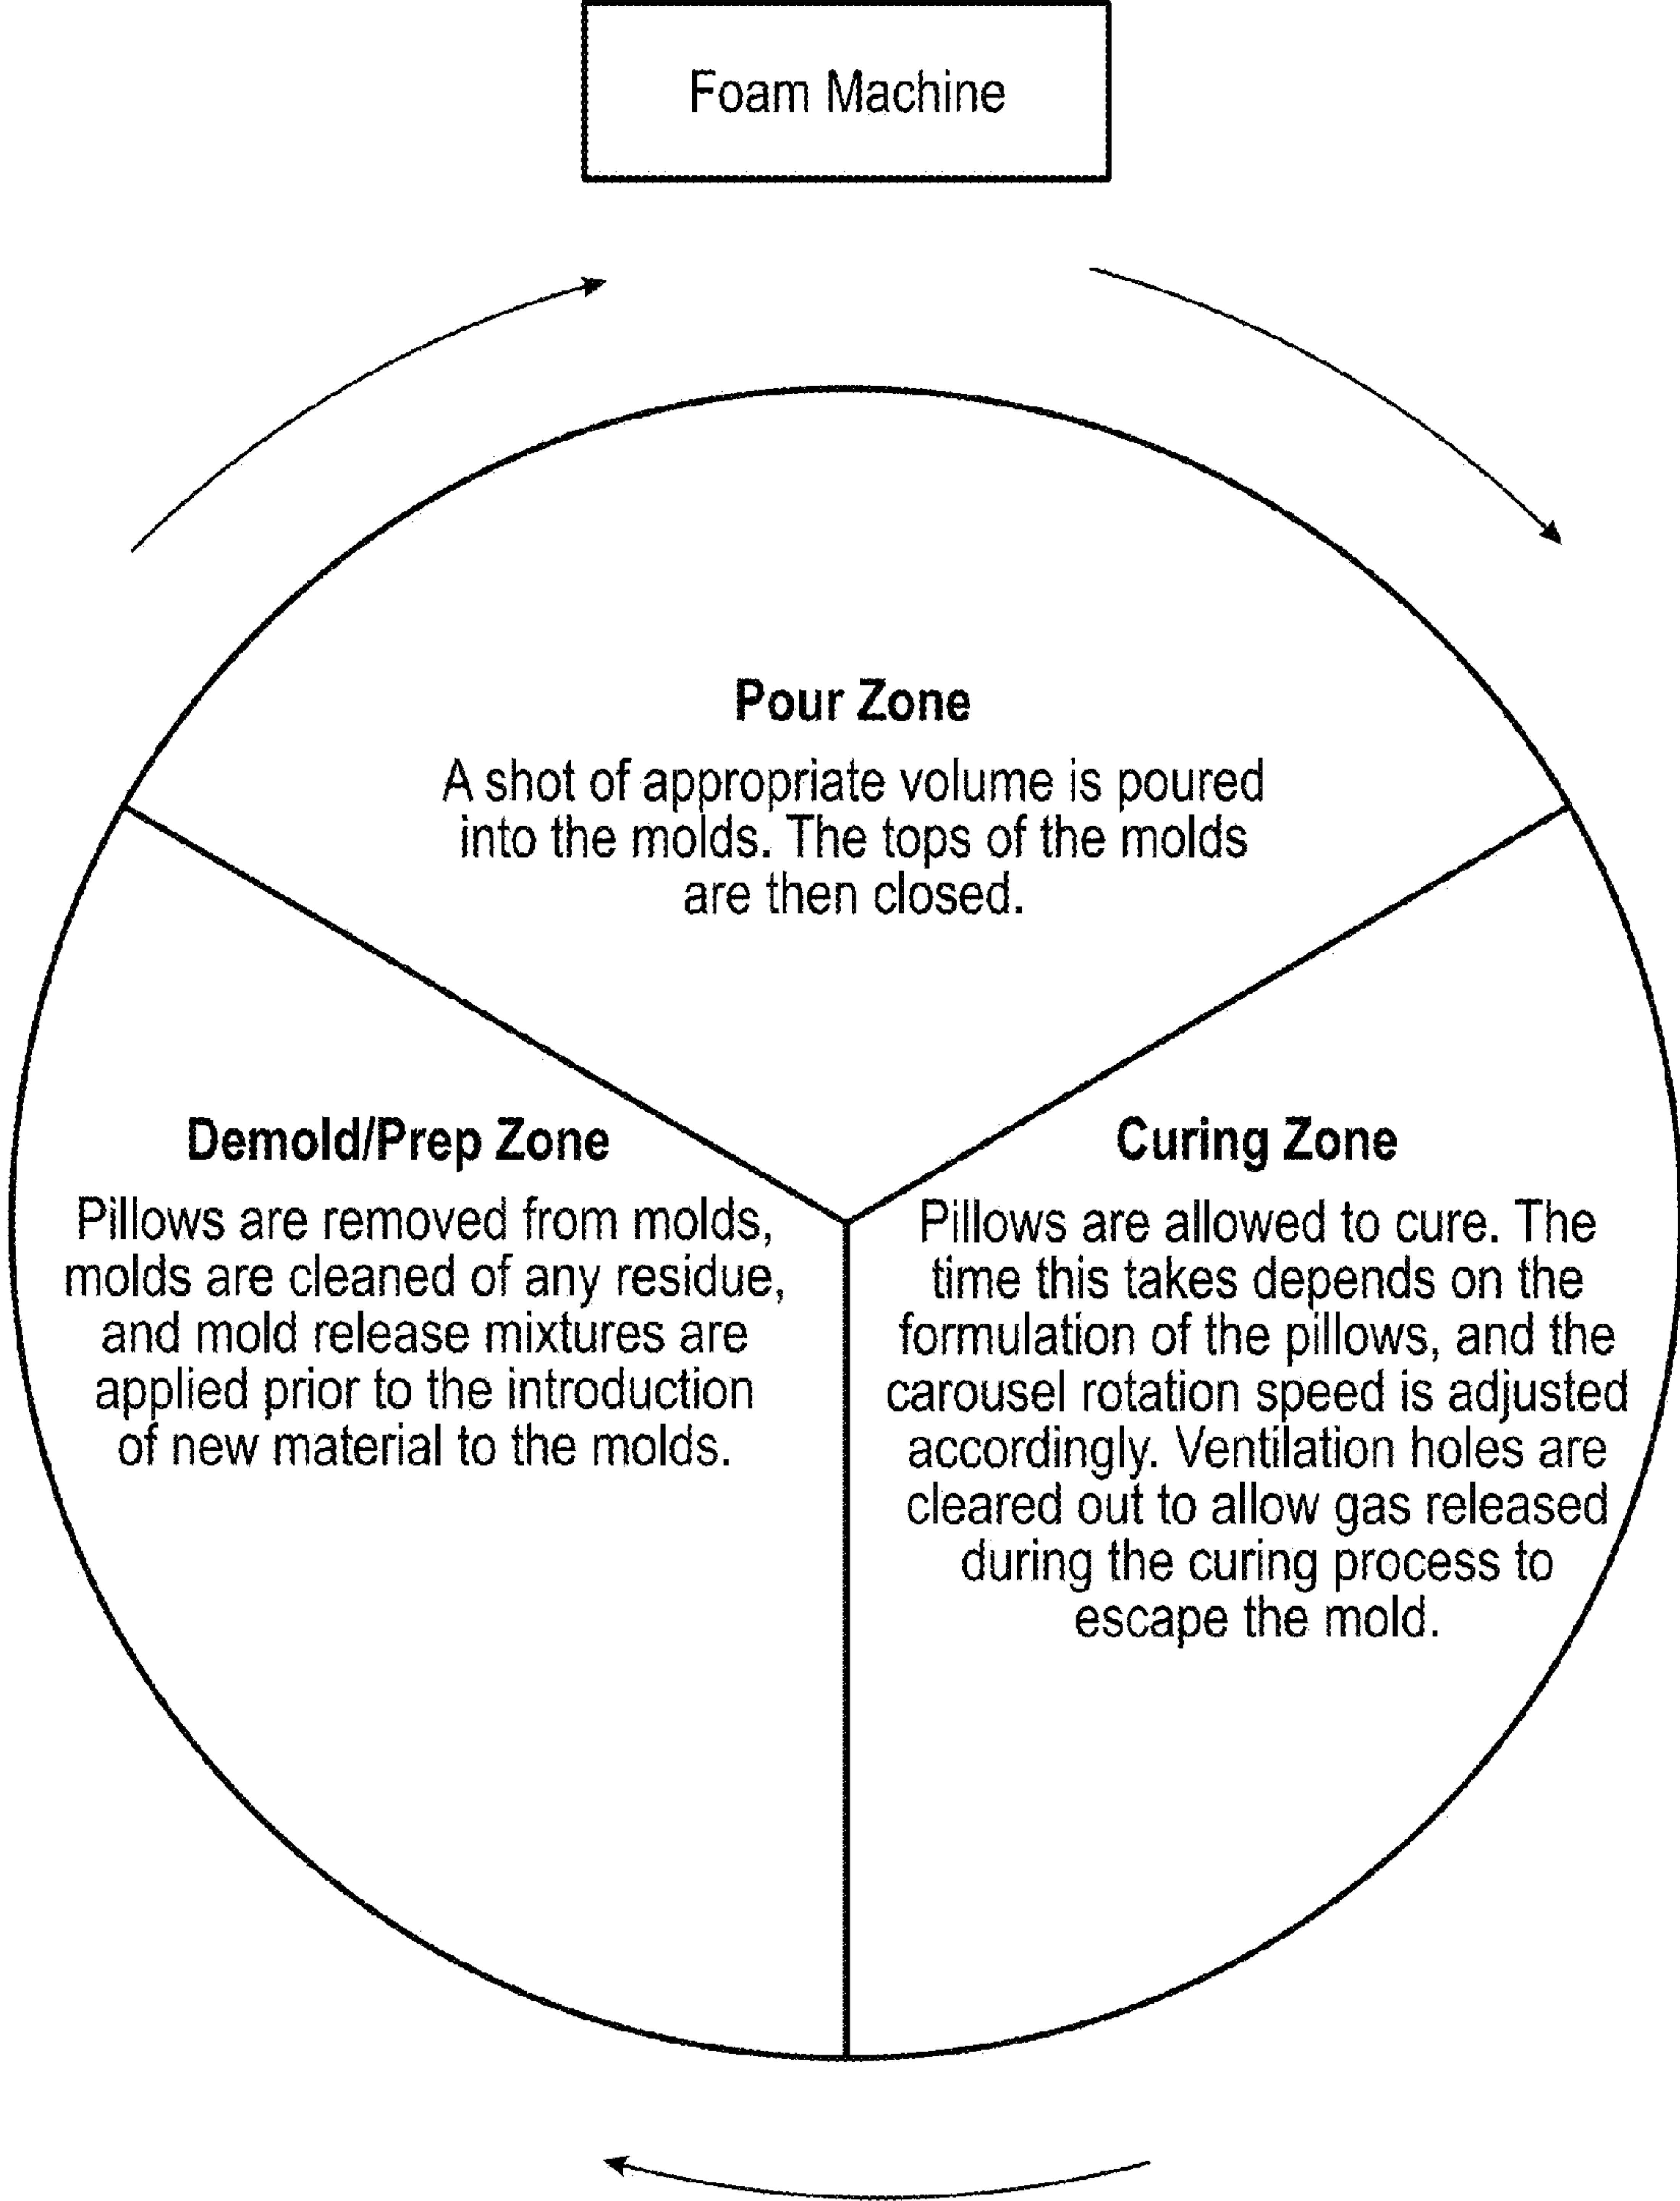 Foam Machine
Pour Zone
A shot of appropriate volume is poured
into the molds. The tops of the molds
are then closed.
Demold/Prep Zone
Pillows are removed from molds,
molds are cleaned of any residue,
and mold release mixtures are
applied prior to the introduction
of new material to the molds.
Curing Zone
Pillows are allowed to cure. The
time this takes depends on the
formulation of the pillows, and the
carousel rotation speed is adjusted
accordingly. Ventilation holes are
cleared out to allow gas released
during the curing process to
escape the mold.